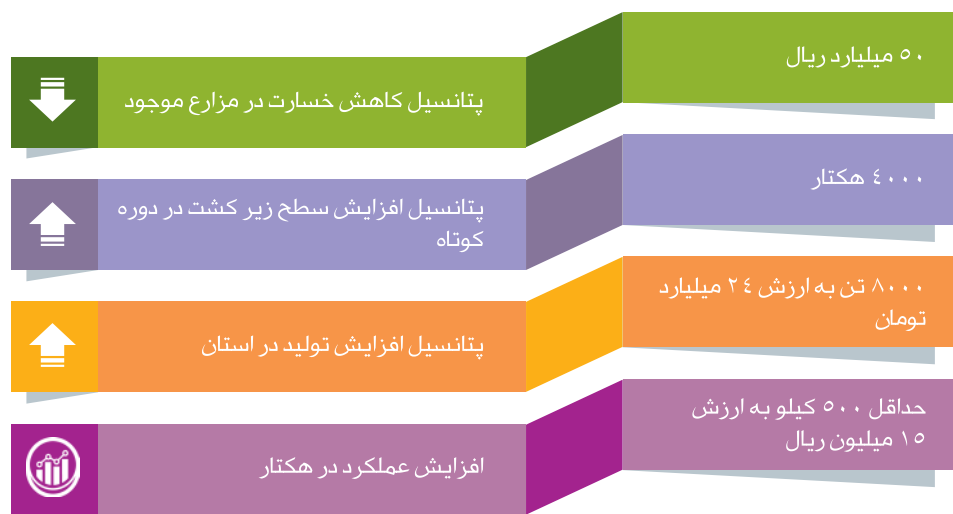 ۵۰ میلیارد ریال
پتانسیل کاهش خسارت در مزارع موجود
٤۰۰۰ هکتار
پتانسیل افزایش سطح زیر کشت در دوره
کوتاه
۸۰۰۰ تن به ارزش ۲٤ میلیارد
تومان
پتانسیل افزایش تولید در استان
حداقل ۵۰۰ کیلو به ارزش
۱۵ میلیون ریال
افزایش عملکرد در هکتار